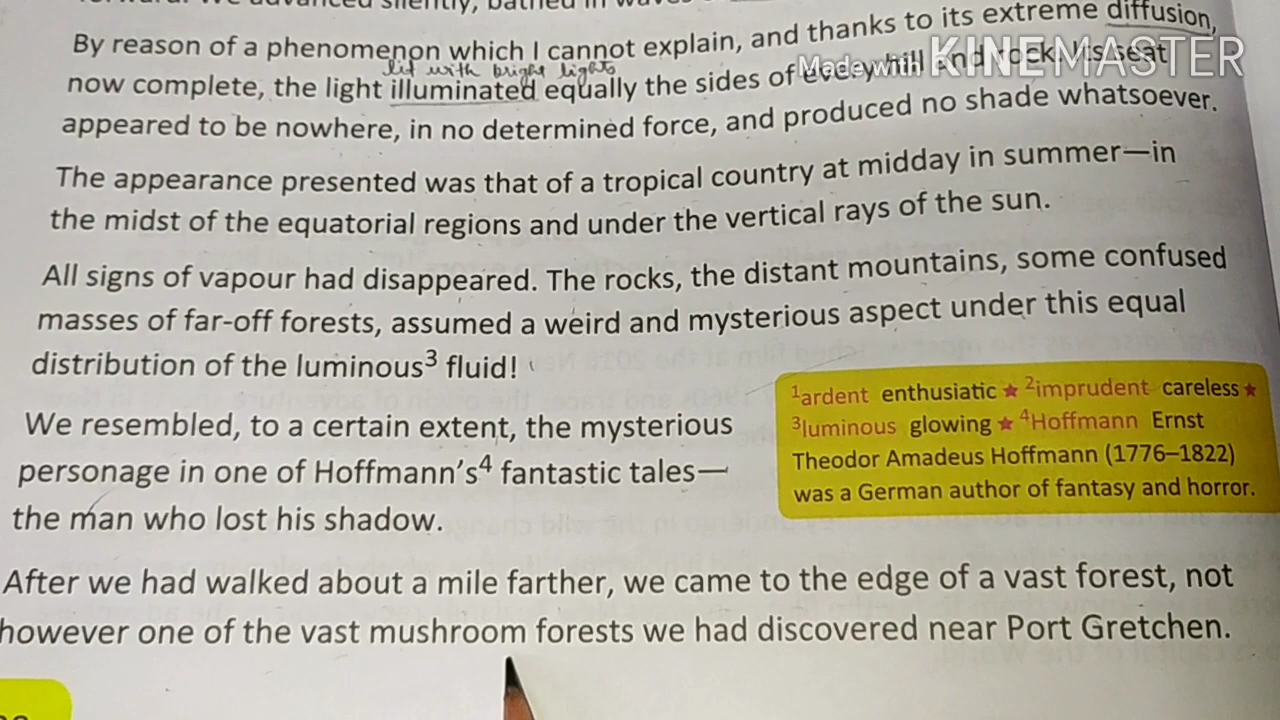 silently, bathed in waves
By reason of a phenomenon which I cannot explain, and thanks to its extreme diffusion,
lit with bright lights
Made with KINEMASTER
now complete, the light illuminated equally the sides of every hill and rock. Its seat
appeared to be nowhere, in no determined force, and produced no shade whatsoever.
The appearance presented was that of a tropical country at midday in summer—in
the midst of the equatorial regions and under the vertical rays of the sun.
All signs of vapour had disappeared. The rocks, the distant mountains, some confused
masses of far-off forests, assumed a weird and mysterious aspect under this equal
distribution of the luminous³ fluid!
We resembled, to a certain extent, the mysterious
personage in one of Hoffmann's⁴ fantastic tales—
the man who lost his shadow.
¹ardent enthusiatic ★ ²imprudent careless ★
³luminous glowing ★ ⁴Hoffmann Ernst
Theodor Amadeus Hoffmann (1776–1822)
was a German author of fantasy and horror.
After we had walked about a mile farther, we came to the edge of a vast forest, not
however one of the vast mushroom forests we had discovered near Port Gretchen.